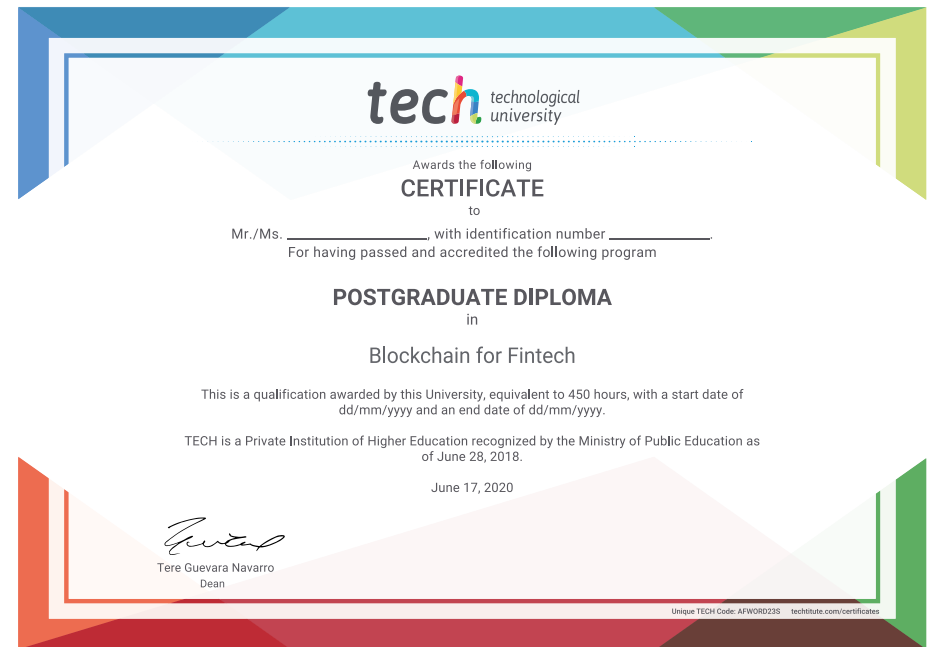 tech technological
university
Awards the following
CERTIFICATE
to
Mr./Ms. ____________________, with identification number ______________.
For having passed and accredited the following program
POSTGRADUATE DIPLOMA
in
Blockchain for Fintech
This is a qualification awarded by this University, equivalent to 450 hours, with a start date of
dd/mm/yyyy and an end date of dd/mm/yyyy.
TECH is a Private Institution of Higher Education recognized by the Ministry of Public Education as
of June 28, 2018.
June 17, 2020
Tere Guevara Navarro
Dean
Unique TECH Code: AFWORD23S techtitute.com/certificates